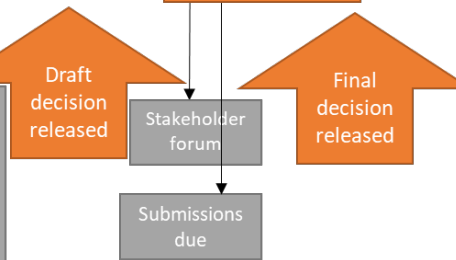 Draft
decision
released
Stakeholder
forum
Final
decision
released
Submissions
due